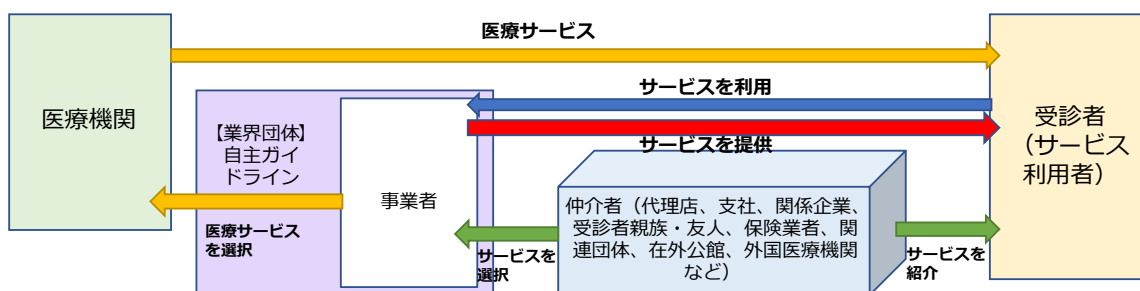 医療サービス
医療機関
サービスを利用
受診者
（サービス
利用者）
【業界団体】
自主ガイ
ドライン
サービスを提供
事業者
仲介者（代理店、支社、関係企業、
受診者親族・友人、保険業者、関
連団体、在外公館、外国医療機関
など）
医療サービス
を選択
サービスを
選択
サービスを
紹介